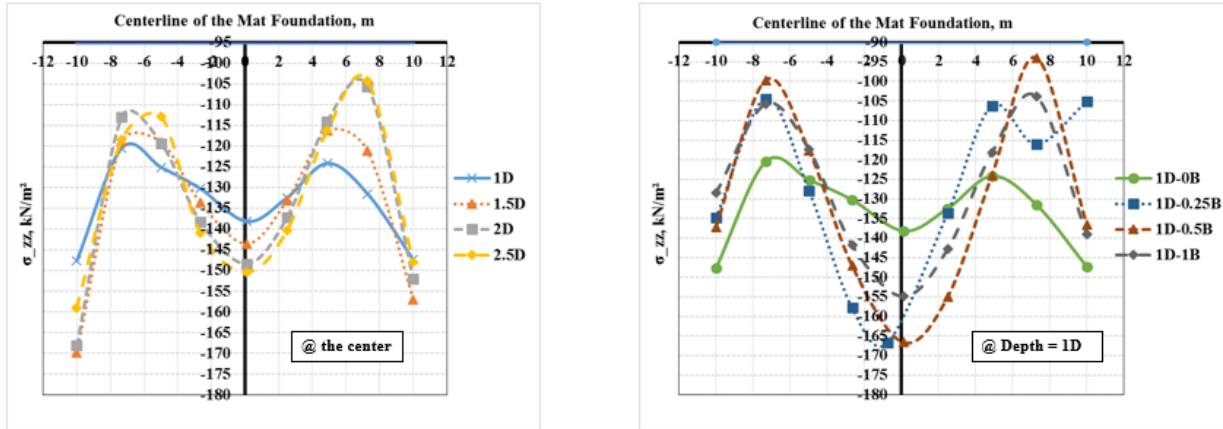 Centerline of the Mat Foundation, m
-95
-12 -10 -8 -6 -4 -2 0 2 4 6 8 10 12
-105
-110
-115
-120
-125
-130
-135
-140
-145
-150
-155
-160
-165
-170
-175
-180
σ_zz, kN/m²
1D
1.5D
2D
2.5D
@ the center
Centerline of the Mat Foundation, m
-90
-12 -10 -8 -6 -4 -295 0 2 4 6 8 10 12
-100
-105
-110
-115
-120
-125
-130
-135
-140
-145
-150
-155
-160
-165
-170
-175
-180
σ_zz, kN/m²
1D-0B
1D-0.25B
1D-0.5B
1D-1B
@ Depth = 1D